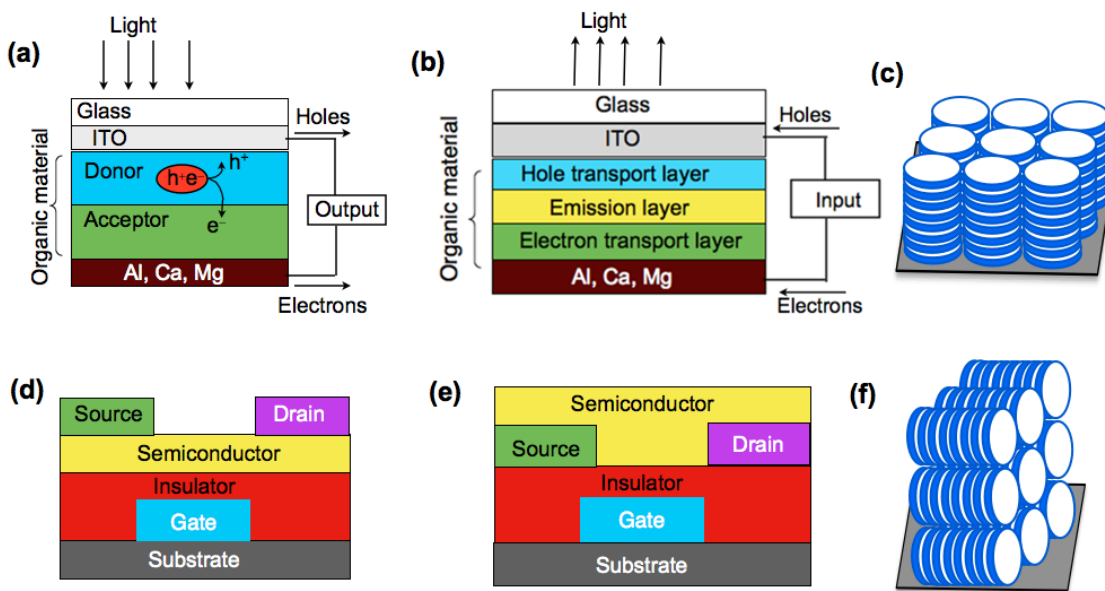 (a)
Light
Glass
ITO
Holes
Organic material
Donor
h⁺e⁻
h⁺
Acceptor
e⁻
Output
Al, Ca, Mg
Electrons
(b)
Light
Glass
ITO
Holes
Organic material
Hole transport layer
Emission layer
Electron transport layer
Input
Al, Ca, Mg
Electrons
(c)
(d)
Source
Drain
Semiconductor
Insulator
Gate
Substrate
(e)
Semiconductor
Source
Drain
Insulator
Gate
Substrate
(f)